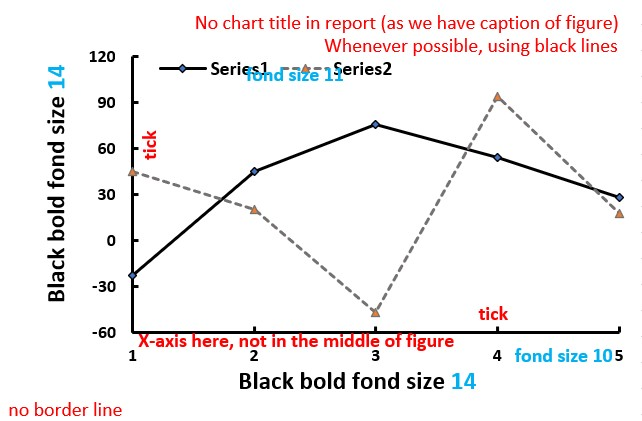 No chart title in report (as we have caption of figure)
Whenever possible, using black lines
120
Series1
Series2
fond size 11
90
60
30
0
-30
-60
tick
Black bold fond size 14
tick
X-axis here, not in the middle of figure
1 2 3 4 5
fond size 10
Black bold fond size 14
no border line